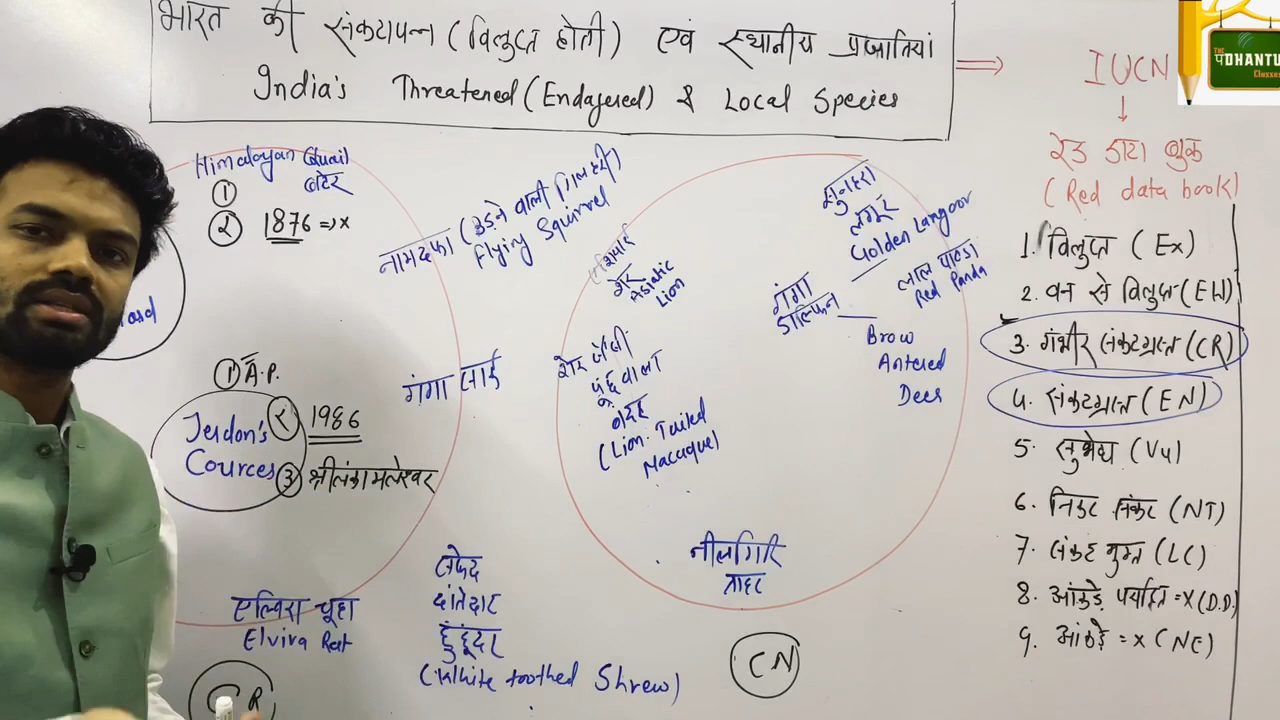 भारत की संकटापन्न (विलुप्त होती) एवं स्थानीय प्रजातियां
India's Threatened (Endagered) & Local Species
IUCN
रेड डाटा बुक
(Red data book)
1. विलुप्त (Ex)
2. वन से विलुप्त (EW)
3. गंभीर संकटग्रस्त (CR)
4. संकटग्रस्त (EN)
5. सुभेद्य (Vu)
6. निकट संकट (NT)
7. संकट मुक्त (LC)
8. आंकड़े पर्याप्त = X (D.D.)
9. आंकड़े = X (NE)
The
पDHANTU
Classes
Himalayan Quail
बटेर
①
② 1876 => X
नामदफा (उड़ने वाली गिलहरी)
Flying Squirrel
① A.P.
Jerdon's
Cources
② 1986
③ श्रीलंकामलेश्वर
गंगा शार्क
एल्विरा चूहा
Elvira Rat
CR
सफेद
दांतेदार
छुछुंदर
(White toothed Shrew)
शेर
Asiatic
Lion
शेर जैसी
पूंछ वाला
बंदर
(Lion-Tailed
Macaque)
सुनहरा
लंगूर
Golden Langoor
गंगा
डाल्फिन
लाल पाण्डा
Red Panda
Brow
Antered
Deer
नीलगिरि
ताहर